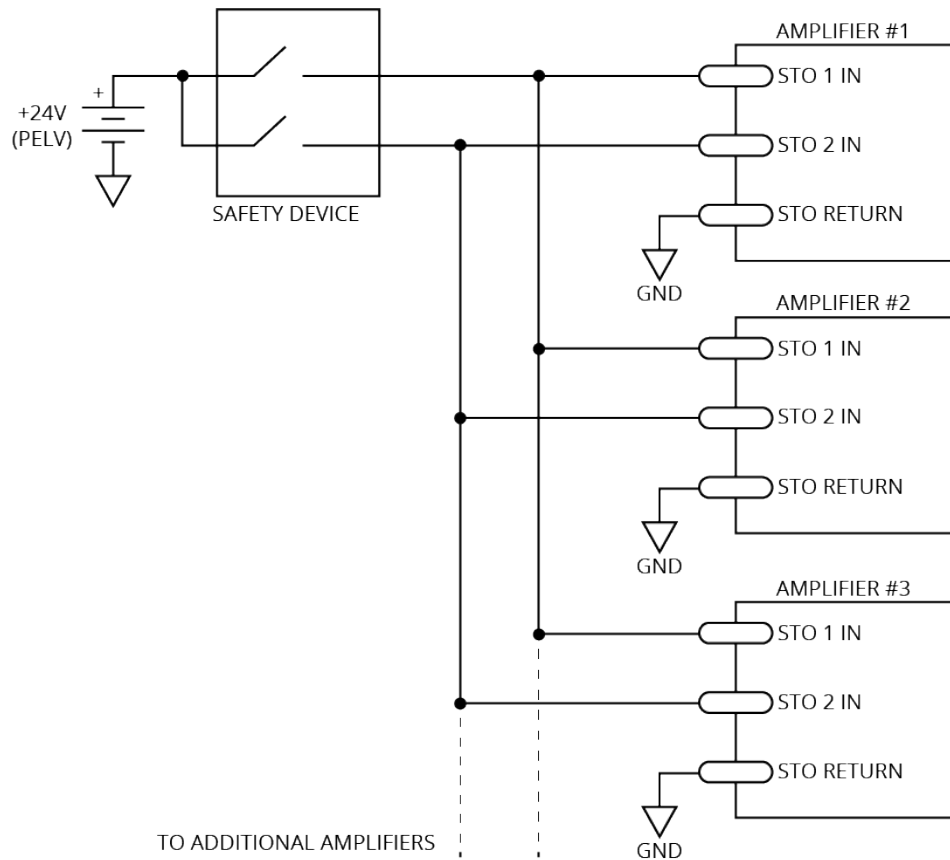 AMPLIFIER #1
STO 1 IN
+
+24V
(PELV)
STO 2 IN
SAFETY DEVICE
STO RETURN
GND
AMPLIFIER #2
STO 1 IN
STO 2 IN
STO RETURN
GND
AMPLIFIER #3
STO 1 IN
STO 2 IN
STO RETURN
TO ADDITIONAL AMPLIFIERS
GND